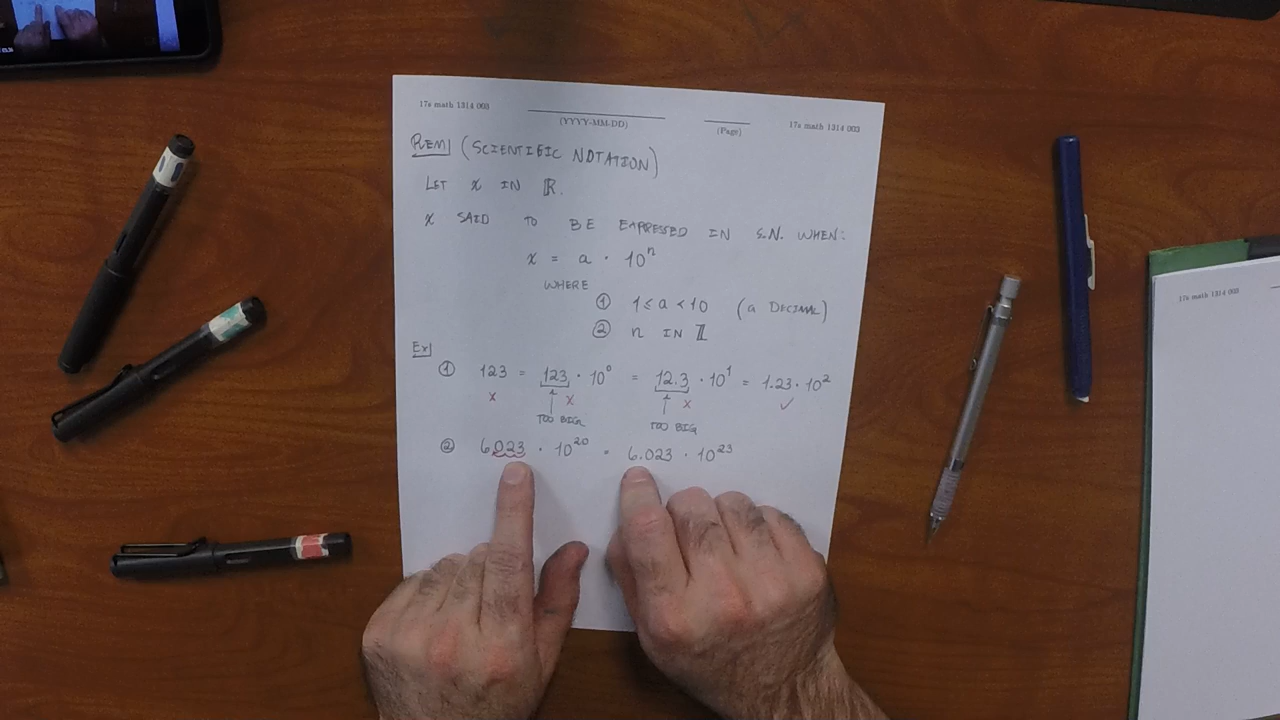 17s math 1314 003 (YYYY-MM-DD) (Page) 17s math 1314 003
REM (SCIENTIFIC NOTATION)
LET x IN ℝ.
x SAID TO BE EXPRESSED IN S.N. WHEN:
x = a · 10ⁿ
WHERE
① 1 ≤ a < 10 (a DECIMAL)
② n IN ℤ
Ex
① 123 = 123 · 10⁰ = 12.3 · 10¹ = 1.23 · 10²
x x x ✓
TOO BIG TOO BIG
② 6023 · 10²⁰ = 6.023 · 10²³
17s math 1314 003